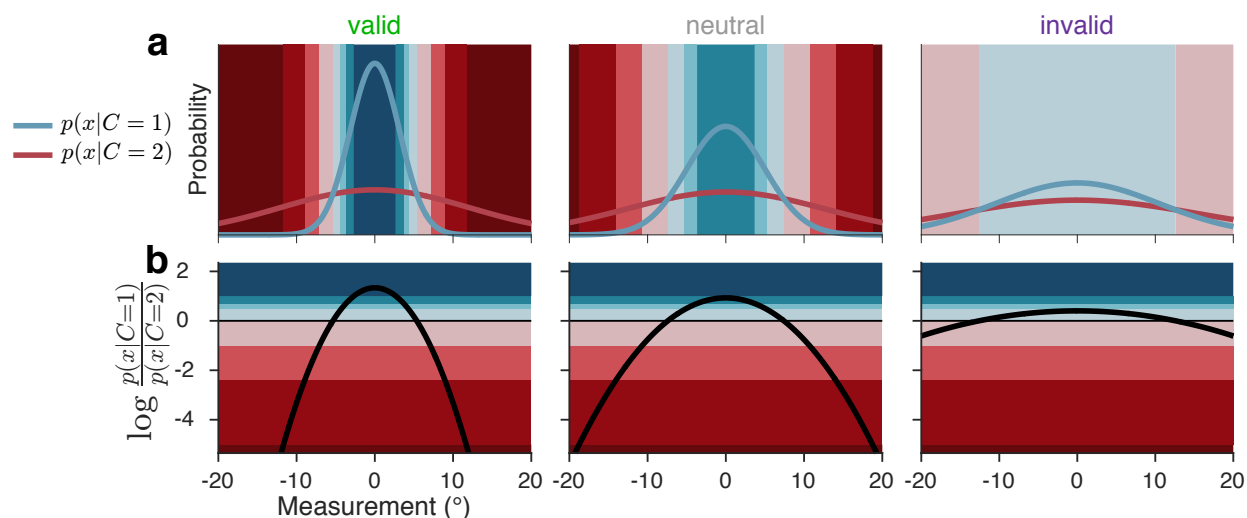 a
valid
neutral
invalid
p(x|C = 1)
p(x|C = 2)
Probability
b
log p(x|C=1)
p(x|C=2)
2
0
-2
-4
-20 -10 0 10 20
-20 -10 0 10 20
-20 -10 0 10 20
Measurement (°)